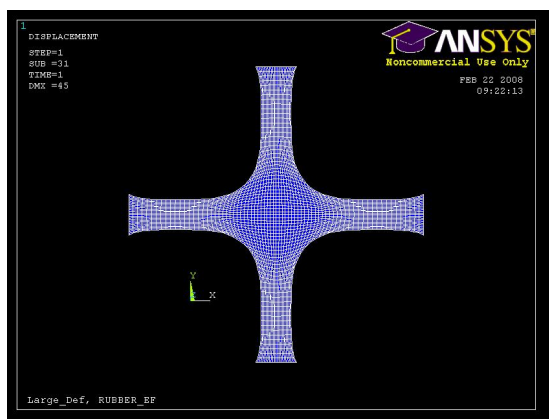 1
DISPLACEMENT
STEP=1
SUB =31
TIME=1
DMX =45
ANSYS
Noncommercial Use Only
FEB 22 2008
09:22:13
Y
X
Large_Def, RUBBER_EF